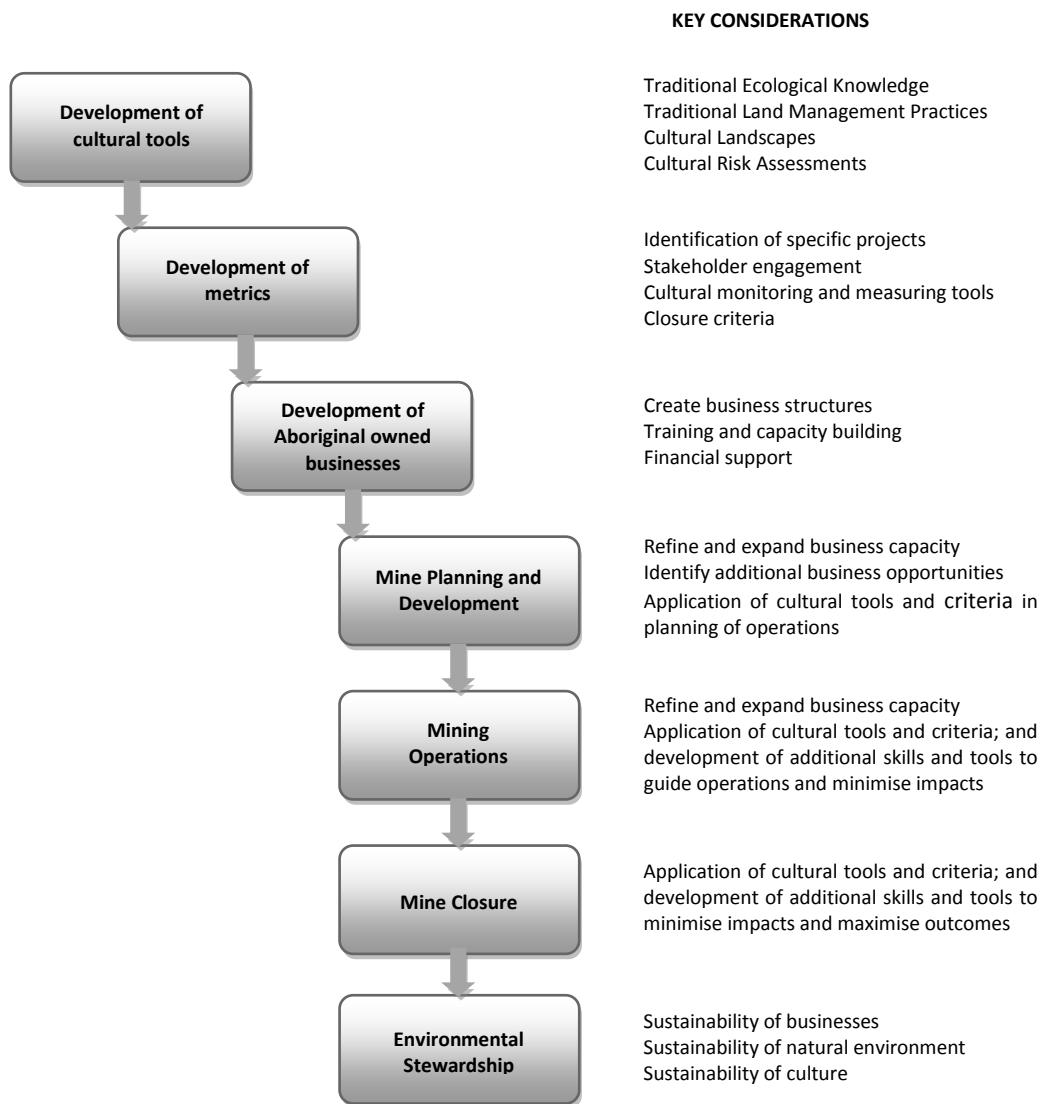 KEY CONSIDERATIONS
Development of
cultural tools
Traditional Ecological Knowledge
Traditional Land Management Practices
Cultural Landscapes
Cultural Risk Assessments
Development of
metrics
Identification of specific projects
Stakeholder engagement
Cultural monitoring and measuring tools
Closure criteria
Development of
Aboriginal owned
businesses
Create business structures
Training and capacity building
Financial support
Mine Planning and
Development
Refine and expand business capacity
Identify additional business opportunities
Application of cultural tools and criteria in
planning of operations
Mining
Operations
Refine and expand business capacity
Application of cultural tools and criteria; and
development of additional skills and tools to
guide operations and minimise impacts
Mine Closure
Application of cultural tools and criteria; and
development of additional skills and tools to
minimise impacts and maximise outcomes
Environmental
Stewardship
Sustainability of businesses
Sustainability of natural environment
Sustainability of culture